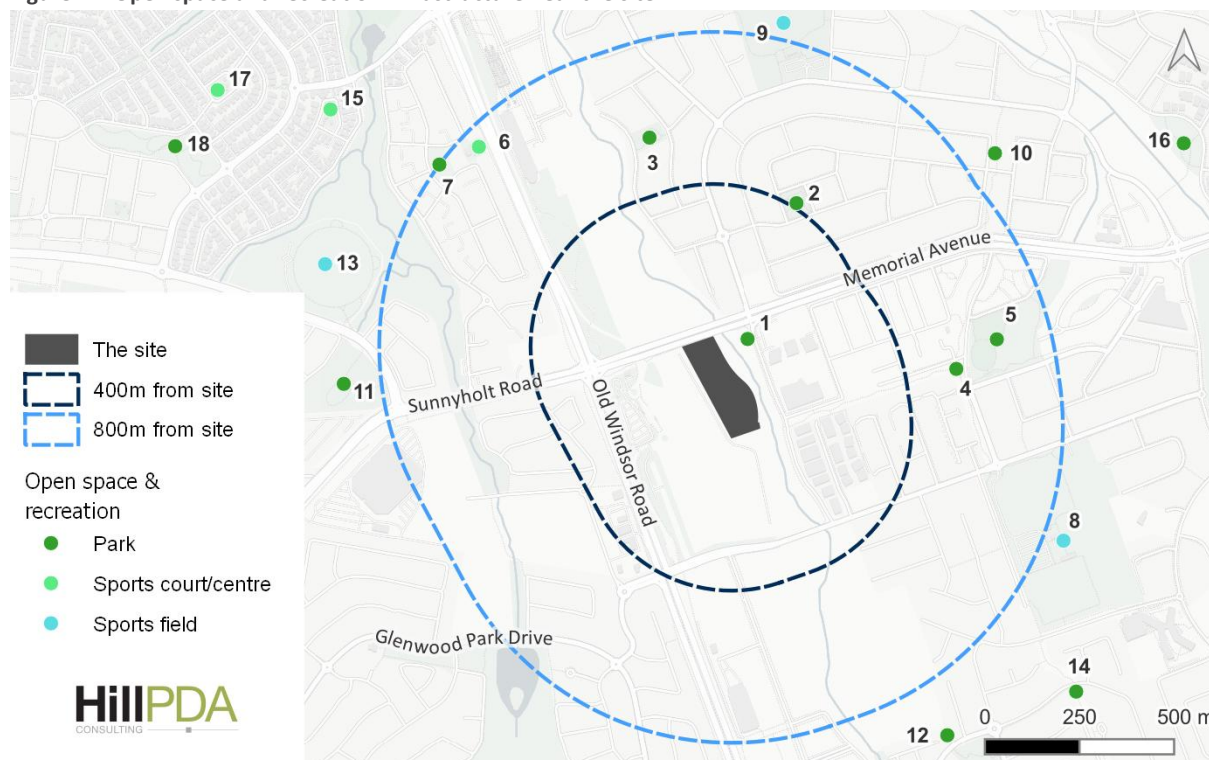 9
17
15
6
18
3
10
16
7
2
13
Memorial Avenue
5
1
The site
4
400m from site
11
Sunnyholt Road
800m from site
Old Windsor Road
Open space &
recreation
Park
8
Sports court/centre
Sports field
Glenwood Park Drive
14
HillPDA
CONSULTING
0 250 500 m
12